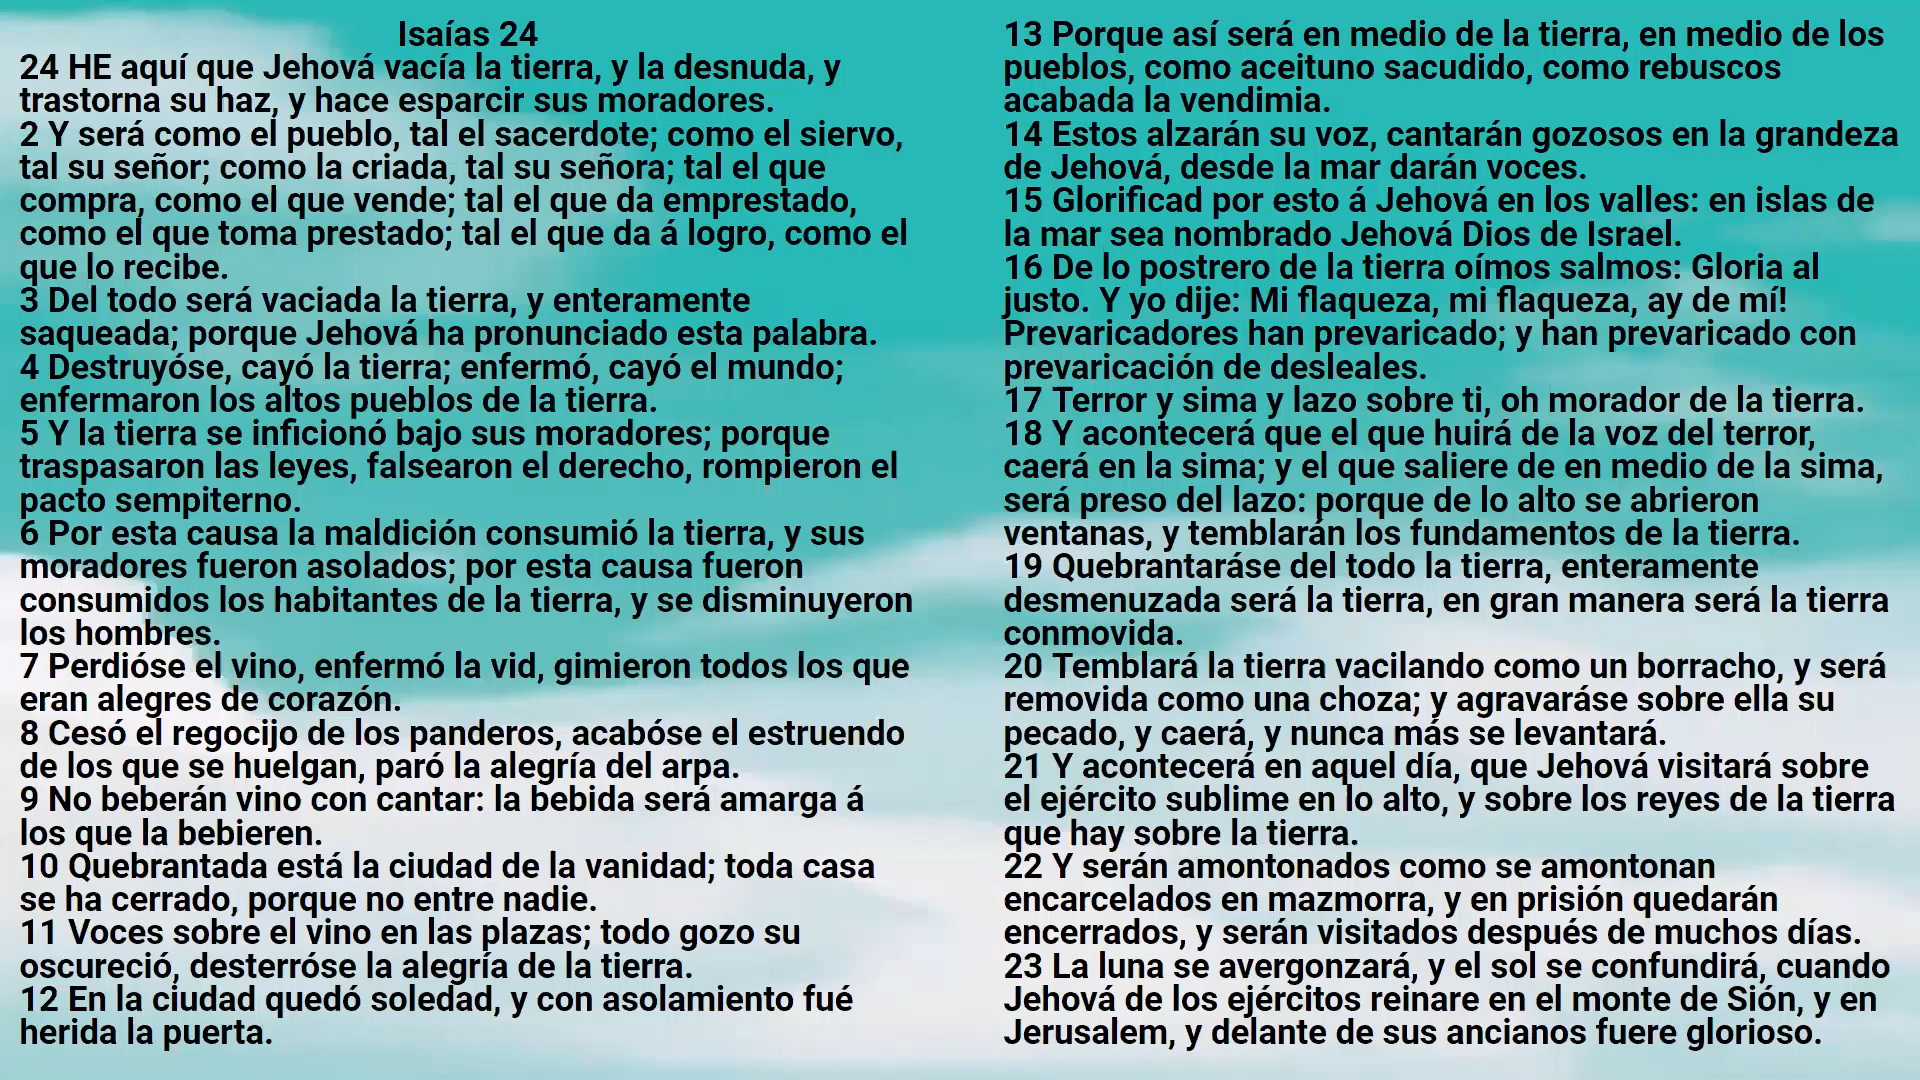 Isaías 24
24 HE aquí que Jehová vacía la tierra, y la desnuda, y
trastorna su haz, y hace esparcir sus moradores.
2 Y será como el pueblo, tal el sacerdote; como el siervo,
tal su señor; como la criada, tal su señora; tal el que
compra, como el que vende; tal el que da emprestado,
como el que toma prestado; tal el que da á logro, como el
que lo recibe.
3 Del todo será vaciada la tierra, y enteramente
saqueada; porque Jehová ha pronunciado esta palabra.
4 Destruyóse, cayó la tierra; enfermó, cayó el mundo;
enfermaron los altos pueblos de la tierra.
5 Y la tierra se inficionó bajo sus moradores; porque
traspasaron las leyes, falsearon el derecho, rompieron el
pacto sempiterno.
6 Por esta causa la maldición consumió la tierra, y sus
moradores fueron asolados; por esta causa fueron
consumidos los habitantes de la tierra, y se disminuyeron
los hombres.
7 Perdióse el vino, enfermó la vid, gimieron todos los que
eran alegres de corazón.
8 Cesó el regocijo de los panderos, acabóse el estruendo
de los que se huelgan, paró la alegría del arpa.
9 No beberán vino con cantar: la bebida será amarga á
los que la bebieren.
10 Quebrantada está la ciudad de la vanidad; toda casa
se ha cerrado, porque no entre nadie.
11 Voces sobre el vino en las plazas; todo gozo su
oscureció, desterróse la alegría de la tierra.
12 En la ciudad quedó soledad, y con asolamiento fué
herida la puerta.
13 Porque así será en medio de la tierra, en medio de los
pueblos, como aceituno sacudido, como rebuscos
acabada la vendimia.
14 Estos alzarán su voz, cantarán gozosos en la grandeza
de Jehová, desde la mar darán voces.
15 Glorificad por esto á Jehová en los valles: en islas de
la mar sea nombrado Jehová Dios de Israel.
16 De lo postrero de la tierra oímos salmos: Gloria al
justo. Y yo dije: Mi flaqueza, mi flaqueza, ay de mí!
Prevaricadores han prevaricado; y han prevaricado con
prevaricación de desleales.
17 Terror y sima y lazo sobre ti, oh morador de la tierra.
18 Y acontecerá que el que huirá de la voz del terror,
caerá en la sima; y el que saliere de en medio de la sima,
será preso del lazo: porque de lo alto se abrieron
ventanas, y temblarán los fundamentos de la tierra.
19 Quebrantaráse del todo la tierra, enteramente
desmenuzada será la tierra, en gran manera será la tierra
conmovida.
20 Temblará la tierra vacilando como un borracho, y será
removida como una choza; y agravaráse sobre ella su
pecado, y caerá, y nunca más se levantará.
21 Y acontecerá en aquel día, que Jehová visitará sobre
el ejército sublime en lo alto, y sobre los reyes de la tierra
que hay sobre la tierra.
22 Y serán amontonados como se amontonan
encarcelados en mazmorra, y en prisión quedarán
encerrados, y serán visitados después de muchos días.
23 La luna se avergonzará, y el sol se confundirá, cuando
Jehová de los ejércitos reinare en el monte de Sión, y en
Jerusalem, y delante de sus ancianos fuere glorioso.